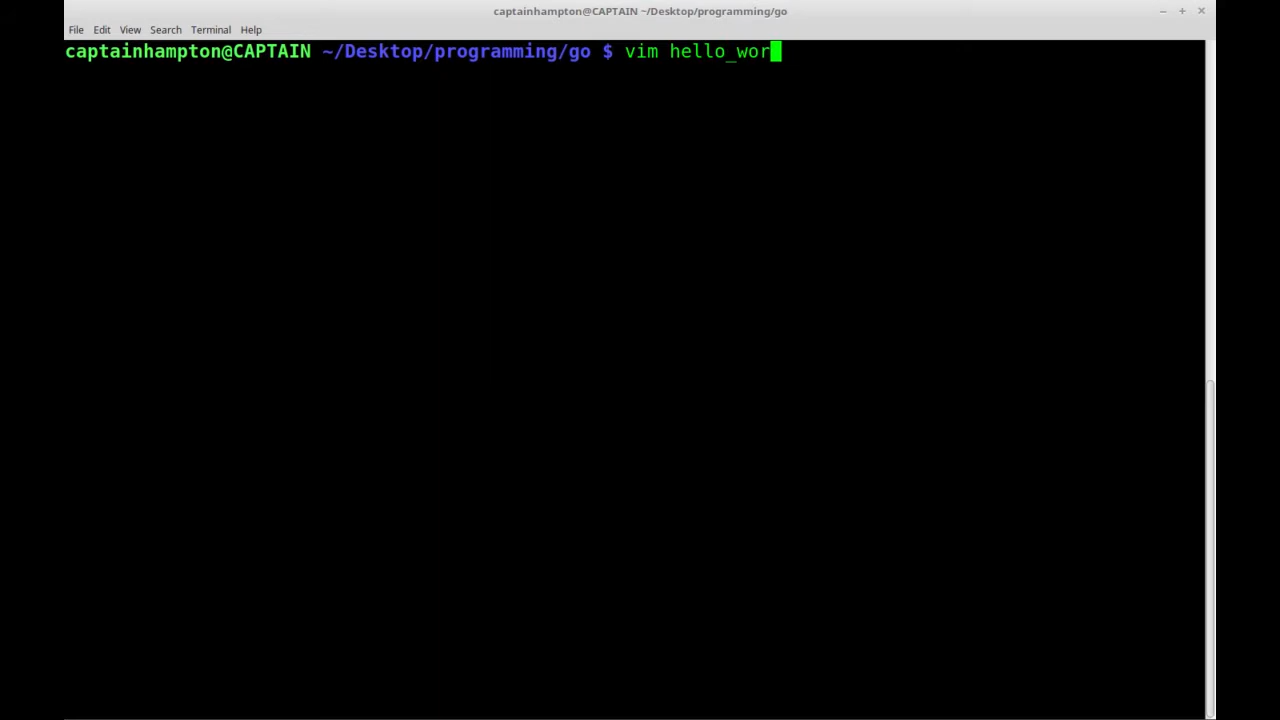 captainhampton@CAPTAIN ~/Desktop/programming/go
File Edit View Search Terminal Help
captainhampton@CAPTAIN ~/Desktop/programming/go $ vim hello_wor